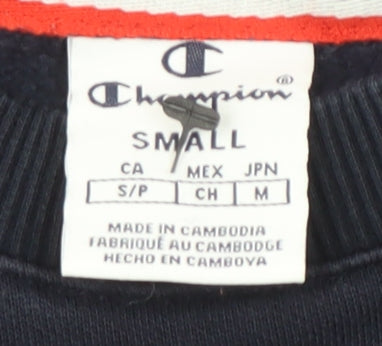 Champion®
SMALL
CA MEX JPN
S/P CH M
MADE IN CAMBODIA
FABRIQUÉ AU CAMBODGE
HECHO EN CAMBOYA